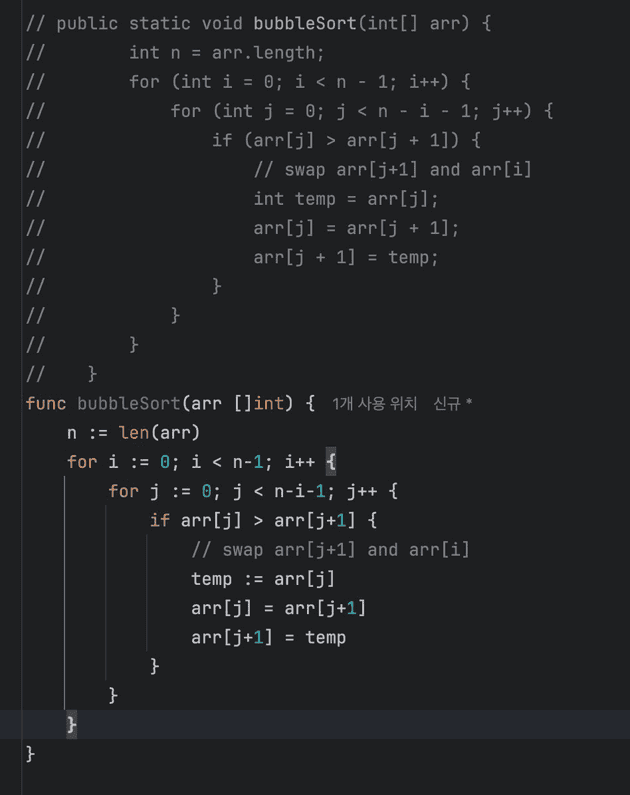 // public static void bubbleSort(int[] arr) {
//        int n = arr.length;
//        for (int i = 0; i < n - 1; i++) {
//            for (int j = 0; j < n - i - 1; j++) {
//                if (arr[j] > arr[j + 1]) {
//                    // swap arr[j+1] and arr[i]
//                    int temp = arr[j];
//                    arr[j] = arr[j + 1];
//                    arr[j + 1] = temp;
//                }
//            }
//        }
//    }
func bubbleSort(arr []int) { 1개 사용 위치 신규 *
    n := len(arr)
    for i := 0; i < n-1; i++ {
        for j := 0; j < n-i-1; j++ {
            if arr[j] > arr[j+1] {
                // swap arr[j+1] and arr[i]
                temp := arr[j]
                arr[j] = arr[j+1]
                arr[j+1] = temp
            }
        }
    }
}